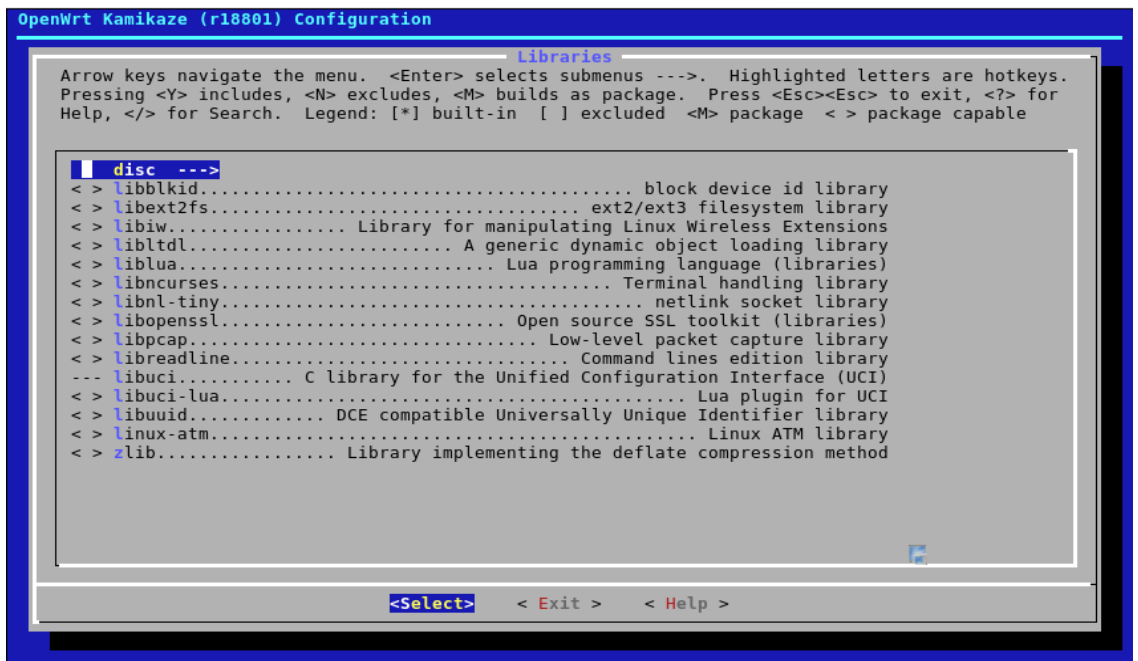 OpenWrt Kamikaze (r18801) Configuration
Libraries
Arrow keys navigate the menu.  <Enter> selects submenus --->.  Highlighted letters are hotkeys.
Pressing <Y> includes, <N> excludes, <M> builds as package.  Press <Esc><Esc> to exit, <?> for
Help, </> for Search.  Legend: [*] built-in  [ ] excluded  <M> package  < > package capable
disc  --->
< > libblkid......................................... block device id library
< > libext2fs................................... ext2/ext3 filesystem library
< > libiw................. Library for manipulating Linux Wireless Extensions
< > libltdl......................... A generic dynamic object loading library
< > liblua.............................. Lua programming language (libraries)
< > libncurses..................................... Terminal handling library
< > libnl-tiny........................................ netlink socket library
< > libopenssl........................... Open source SSL toolkit (libraries)
< > libpcap................................. Low-level packet capture library
< > libreadline................................ Command lines edition library
--- libuci........... C library for the Unified Configuration Interface (UCI)
< > libuci-lua............................................ Lua plugin for UCI
< > libuuid............. DCE compatible Universally Unique Identifier library
< > linux-atm.............................................. Linux ATM library
< > zlib................. Library implementing the deflate compression method
<Select>    < Exit >    < Help >